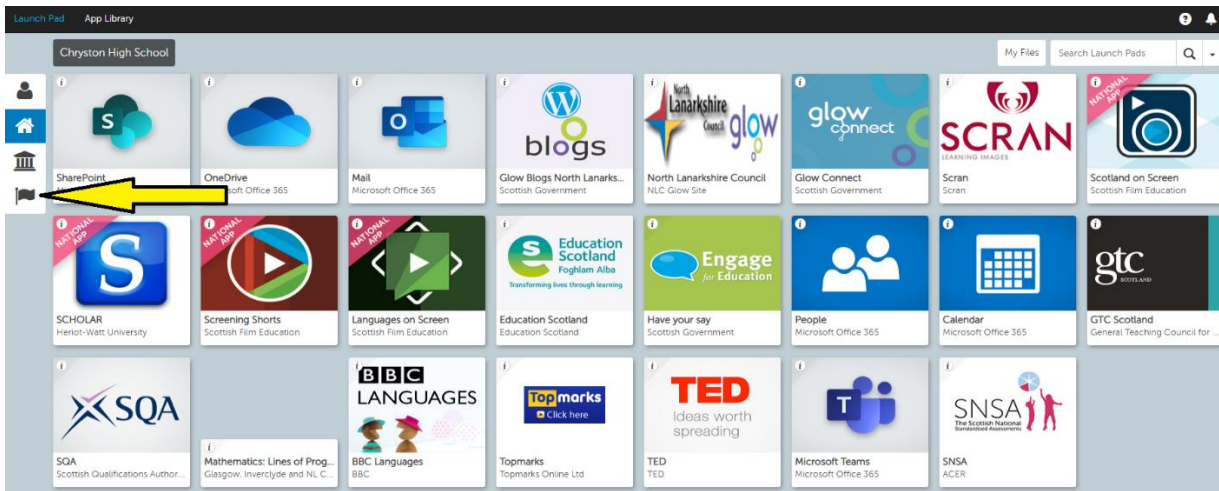 Launch Pad App Library
Chryston High School
My Files Search Launch Pads
S
SharePoint
O
OneDrive
soft Office 365
Mail
Microsoft Office 365
blogs
Glow Blogs North Lanarks...
Scottish Government
North
Lanarkshire
Council
glow
North Lanarkshire Council
NLC Glow Site
glow
connect
Glow Connect
Scottish Government
SCRAN
LEARNING IMAGES
Scran
Scran
NATIONAL
APP
Scotland on Screen
Scottish Film Education
NATIONAL
APP
S
SCHOLAR
Heriot-Watt University
NATIONAL
APP
Screening Shorts
Scottish Film Education
NATIONAL
APP
Languages on Screen
Scottish Film Education
Education
Scotland
Foghlam Alba
Transforming lives through learning
Education Scotland
Education Scotland
Engage
for Education
Have your say
Scottish Government
People
Microsoft Office 365
Calendar
Microsoft Office 365
gtc
SCOTLAND
GTC Scotland
General Teaching Council for ...
SQA
SQA
Scottish Qualifications Author...
Mathematics: Lines of Prog...
Glasgow, Inverclyde and NL C...
BBC
LANGUAGES
BBC Languages
BBC
Topmarks
Click here
Topmarks
Topmarks Online Ltd
TED
Ideas worth
spreading
TED
TED
T
Microsoft Teams
Microsoft Office 365
SNSA
The Scottish National
Standardised Assessments
SNSA
ACER